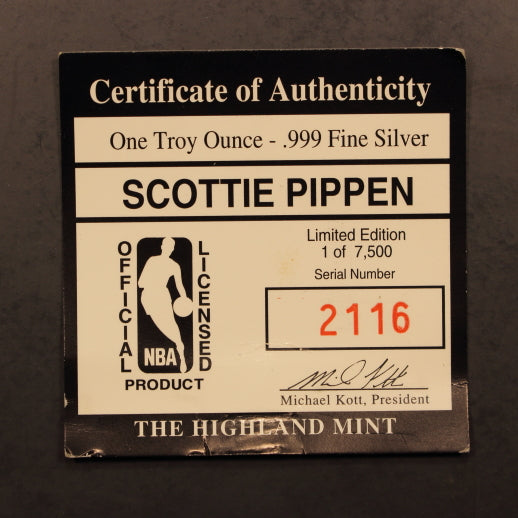 Certificate of Authenticity
One Troy Ounce - .999 Fine Silver
SCOTTIE PIPPEN
OFFICIAL
LICENSED
NBA
PRODUCT
Limited Edition
1 of 7,500
Serial Number
2116
Michael Kott, President
THE HIGHLAND MINT